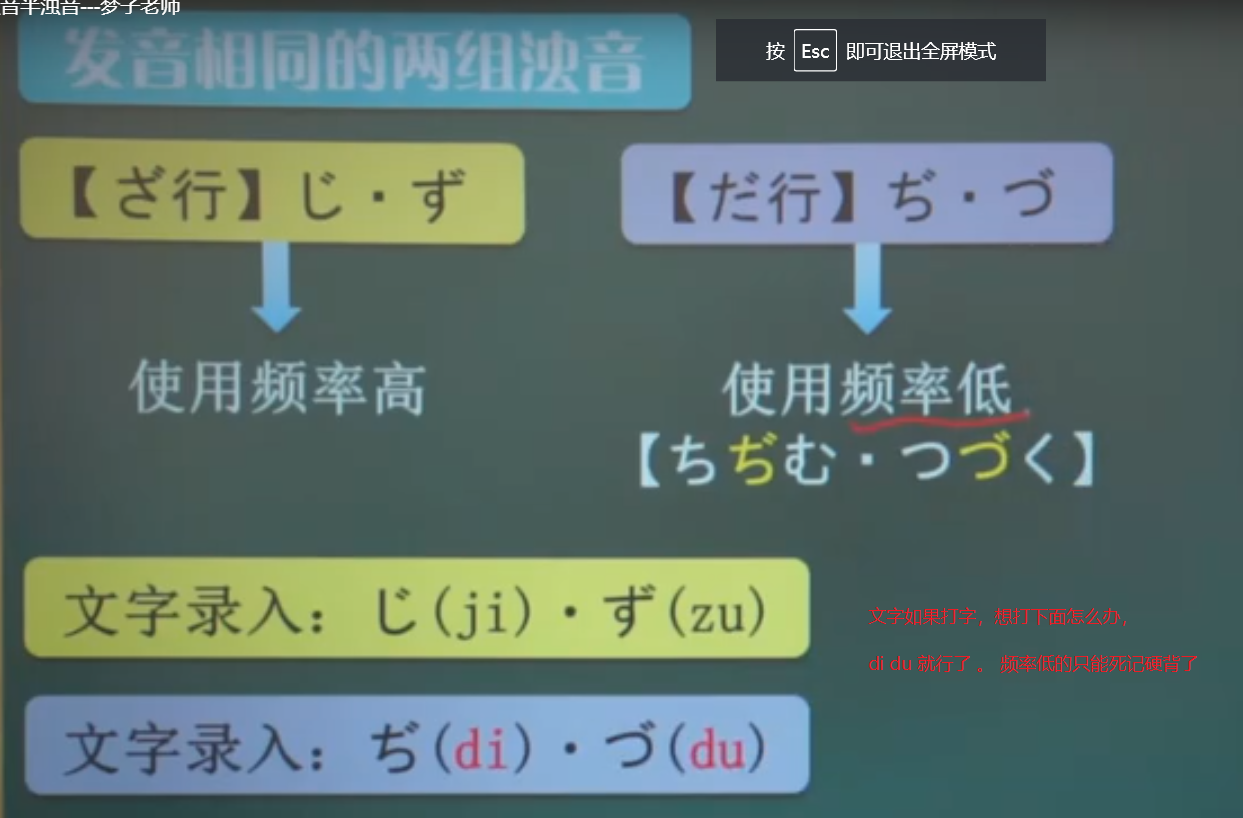 音半浊音---梦子老师
按 Esc 即可退出全屏模式
发音相同的两组浊音
【ざ行】じ・ず
【だ行】ぢ・づ
使用频率高
使用频率低
【ちぢむ・つづく】
文字录入：じ(ji)・ず(zu)
文字如果打字，想打下面怎么办，
di du 就行了 。 频率低的只能死记硬背了
文字录入：ぢ(di)・づ(du)